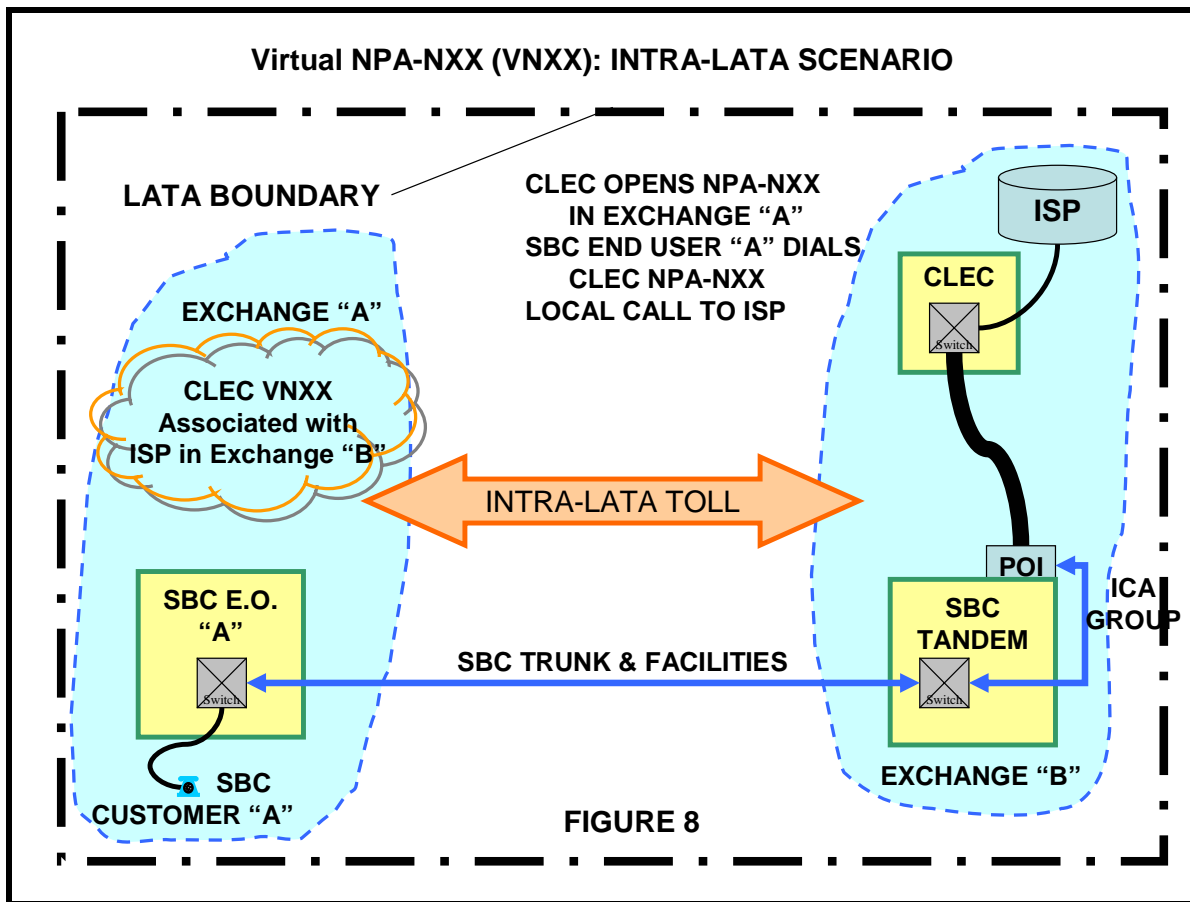 Virtual NPA-NXX (VNXX): INTRA-LATA SCENARIO
LATA BOUNDARY
CLEC OPENS NPA-NXX
IN EXCHANGE “A”
SBC END USER “A” DIALS
CLEC NPA-NXX
LOCAL CALL TO ISP
ISP
CLEC
Switch
EXCHANGE “A”
CLEC VNXX
Associated with
ISP in Exchange “B”
INTRA-LATA TOLL
POI
ICA
GROUP
SBC E.O.
“A”
Switch
SBC TRUNK & FACILITIES
SBC
TANDEM
Switch
SBC
CUSTOMER “A”
EXCHANGE “B”
FIGURE 8